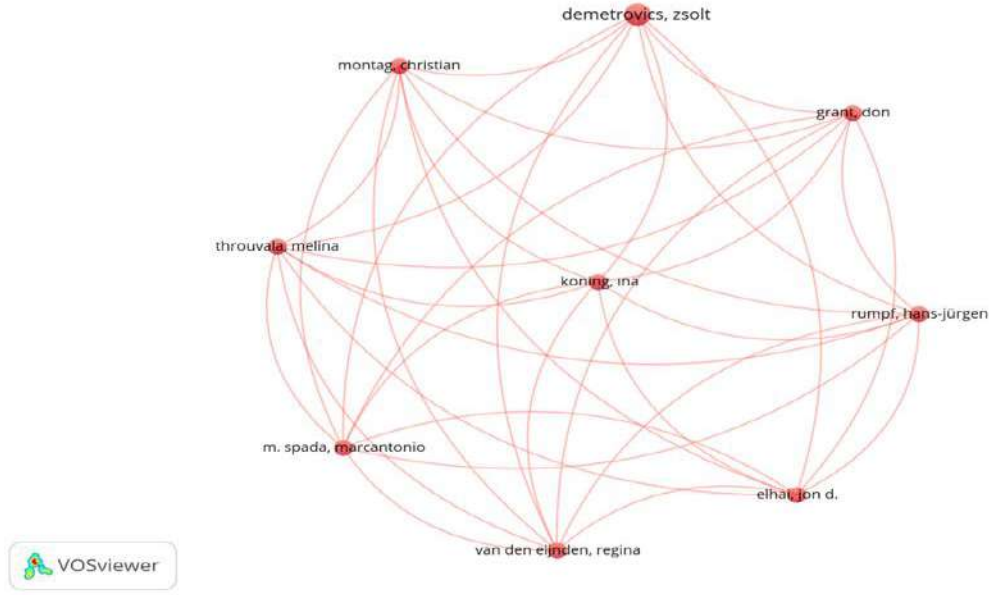 demetrovics, zsolt
montag, christian
grant, don
throuvala, melina
koning, ina
rumpf, hans-jürgen
m. spada, marcantonio
elhai, jon d.
van den eijnden, regina
VOSviewer